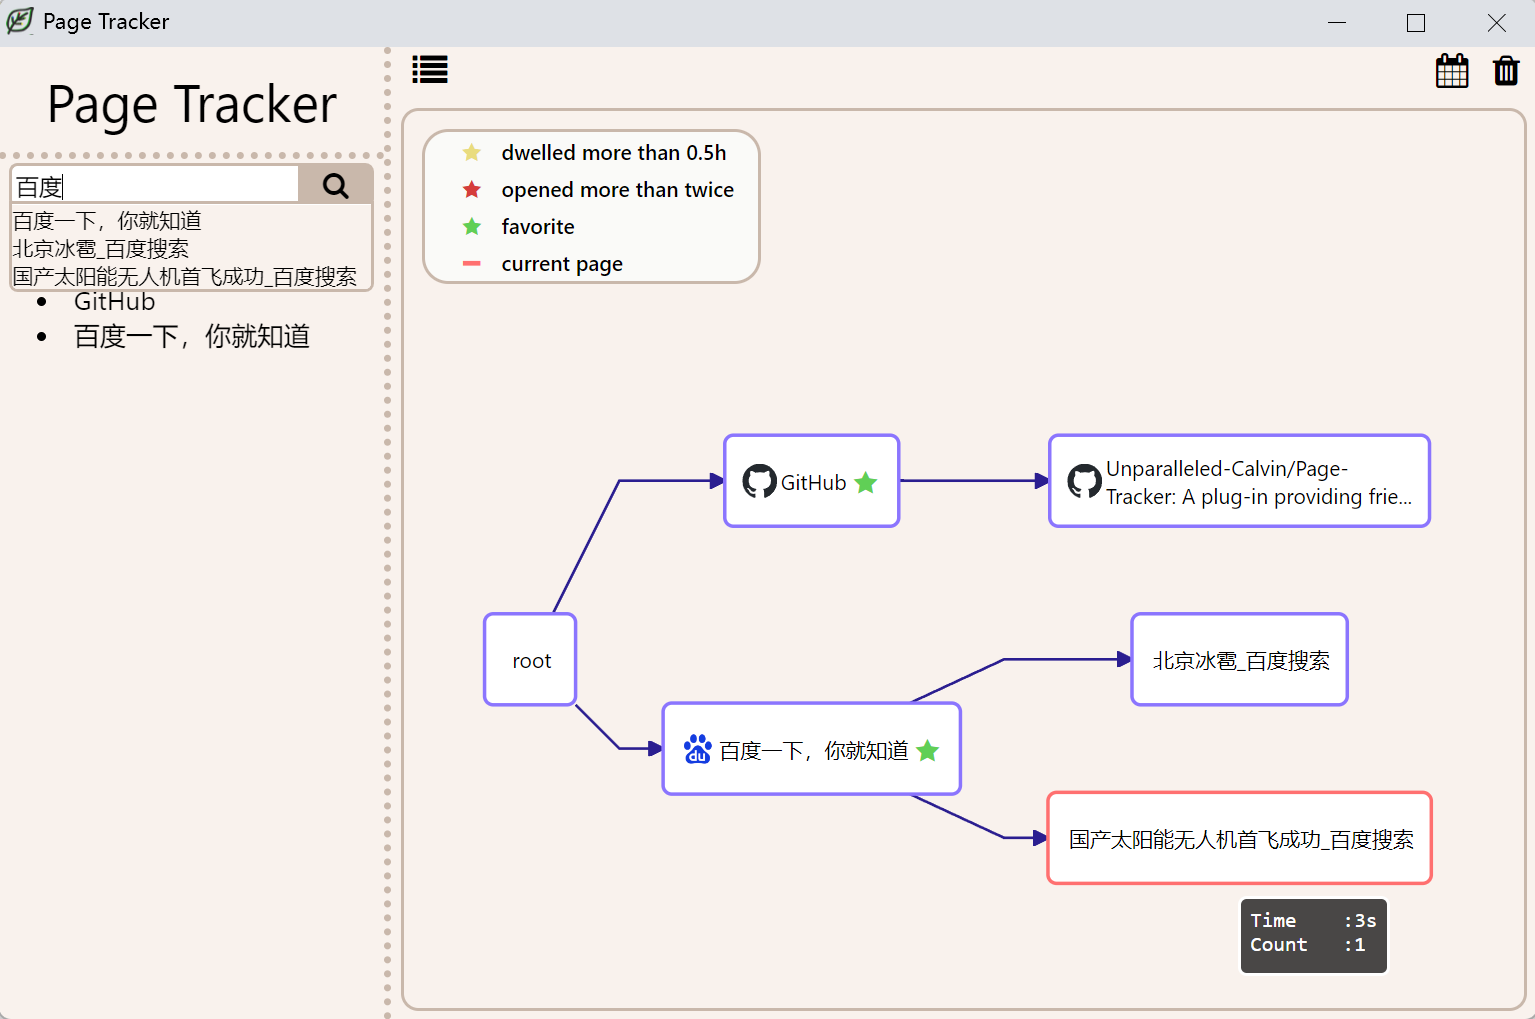 Page Tracker
Page Tracker
百度
百度一下，你就知道
北京冰雹_百度搜索
国产太阳能无人机首飞成功_百度搜索
GitHub
百度一下，你就知道
dwelled more than 0.5h
opened more than twice
favorite
current page
GitHub
Unparalleled-Calvin/Page-
Tracker: A plug-in providing frie...
root
北京冰雹_百度搜索
du
百度一下，你就知道
国产太阳能无人机首飞成功_百度搜索
Time :3s
Count :1